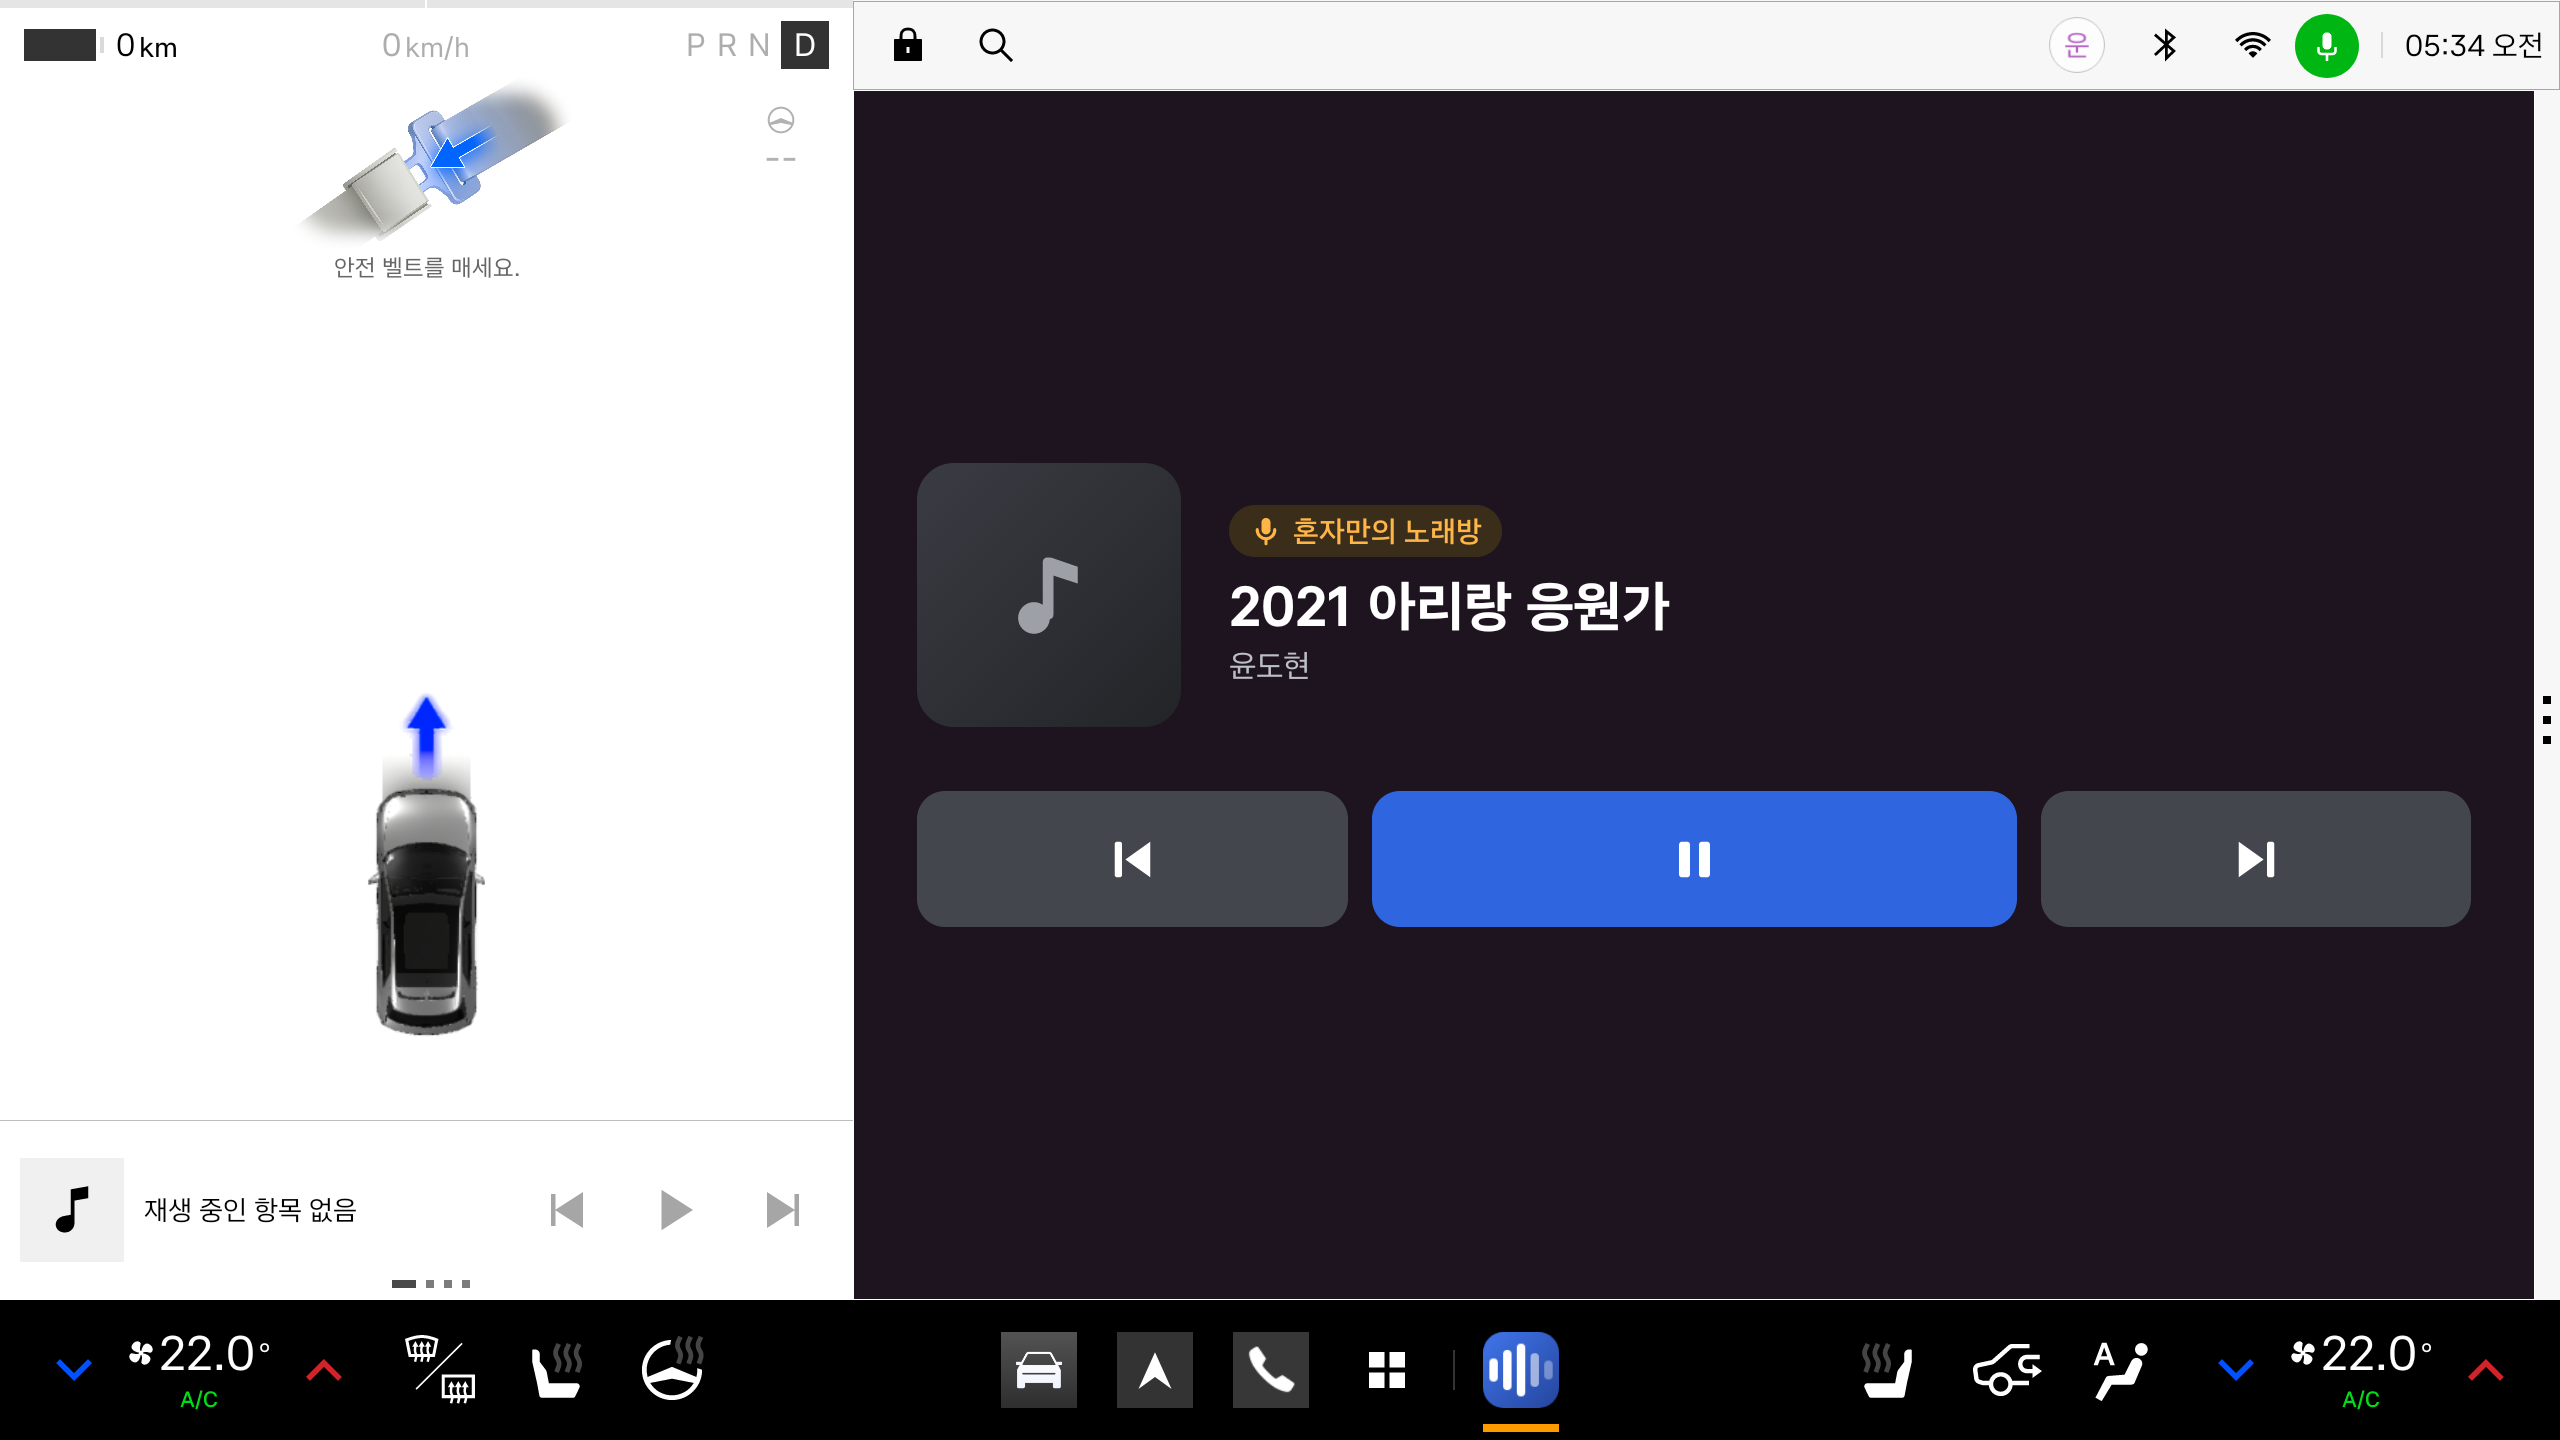 0 km
0 km/h
P R N D
운
05:34 오전
--
안전 벨트를 매세요.
혼자만의 노래방
2021 아리랑 응원가
윤도현
재생 중인 항목 없음
22.0°
A/C
A
22.0°
A/C